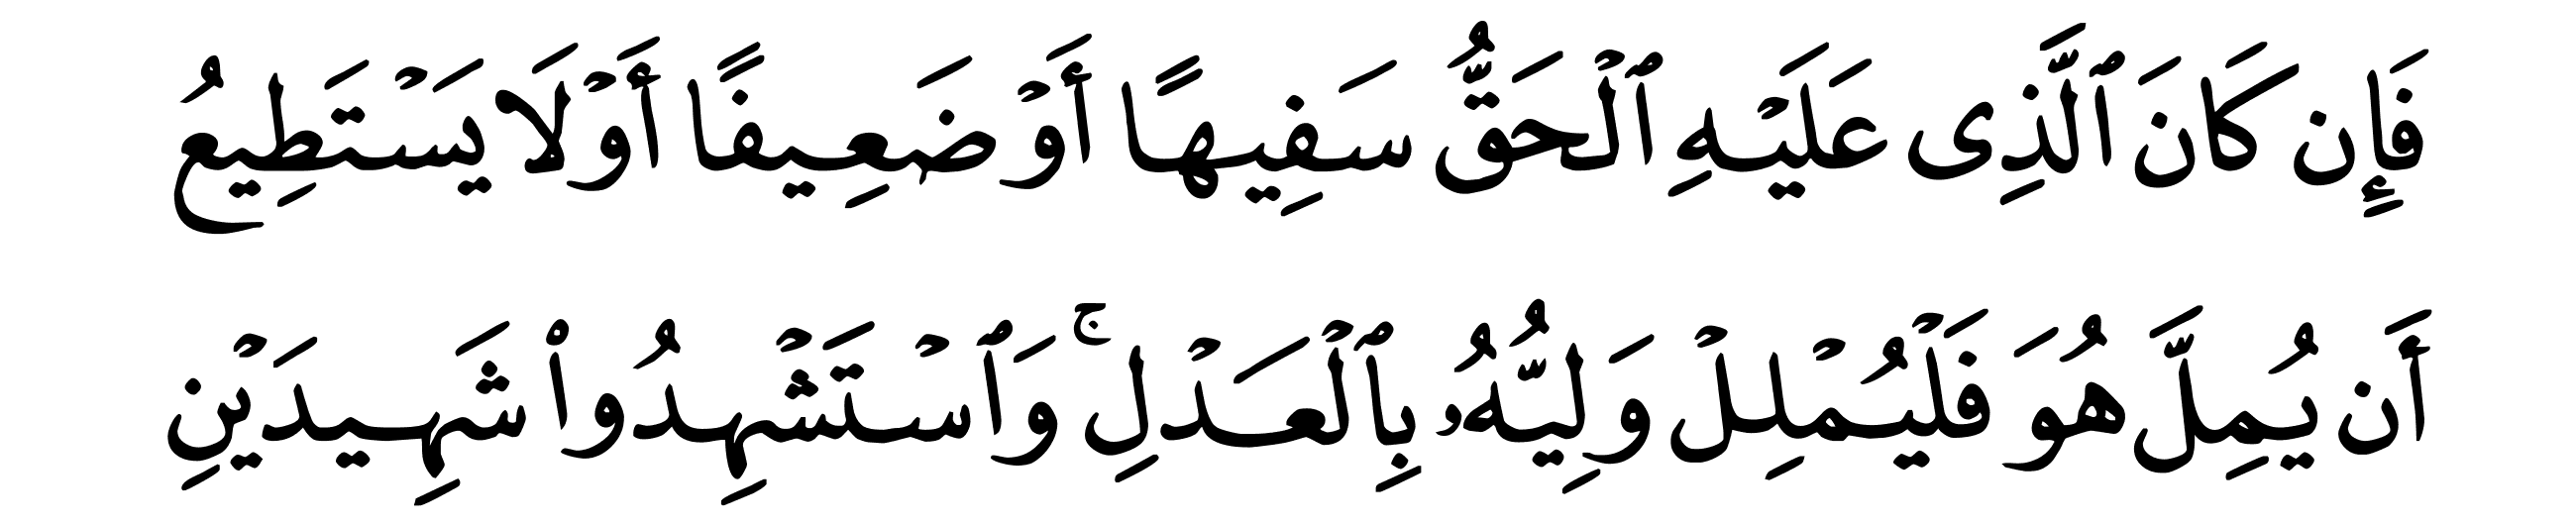 فَإِن كَانَ ٱلَّذِى عَلَيْهِ ٱلْحَقُّ سَفِيهًا أَوْ ضَعِيفًا أَوْ لَا يَسْتَطِيعُ
أَن يُمِلَّ هُوَ فَلْيُمْلِلْ وَلِيُّهُۥ بِٱلْعَدْلِ ۚ وَٱسْتَشْهِدُوا۟ شَهِيدَيْنِ